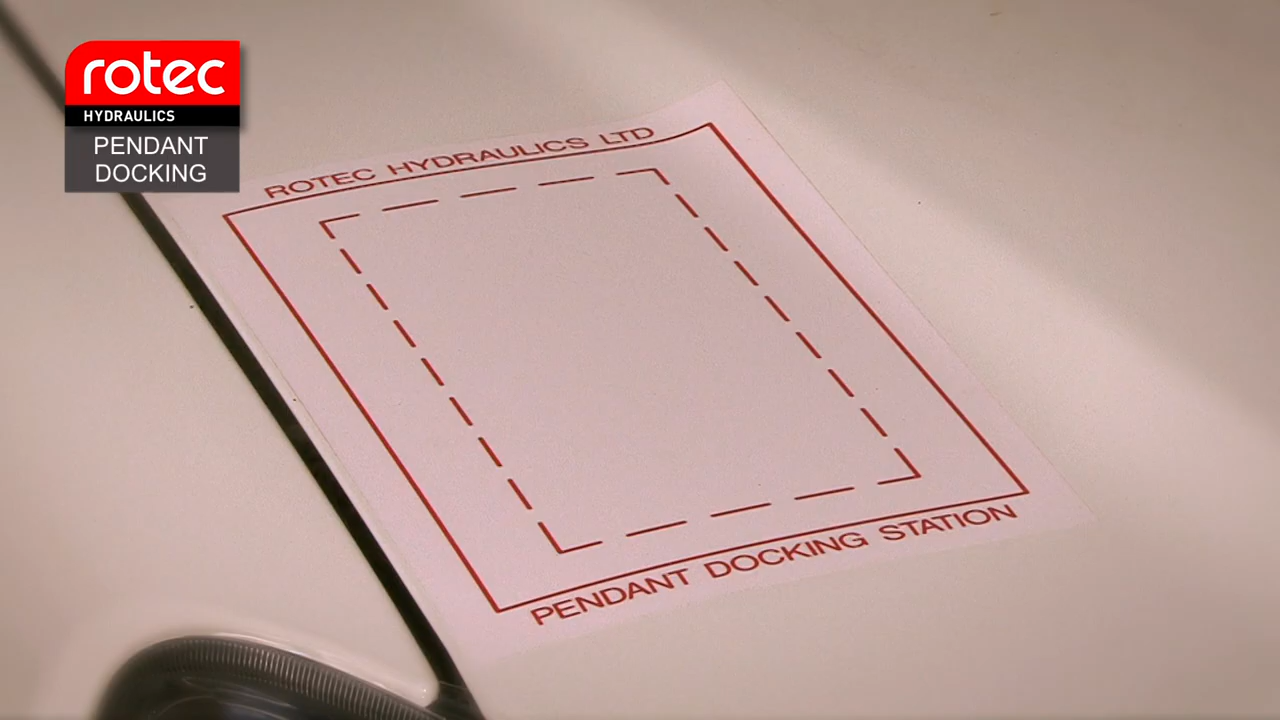 rotec
HYDRAULICS
PENDANT
DOCKING
ROTEC HYDRAULICS LTD
PENDANT DOCKING STATION